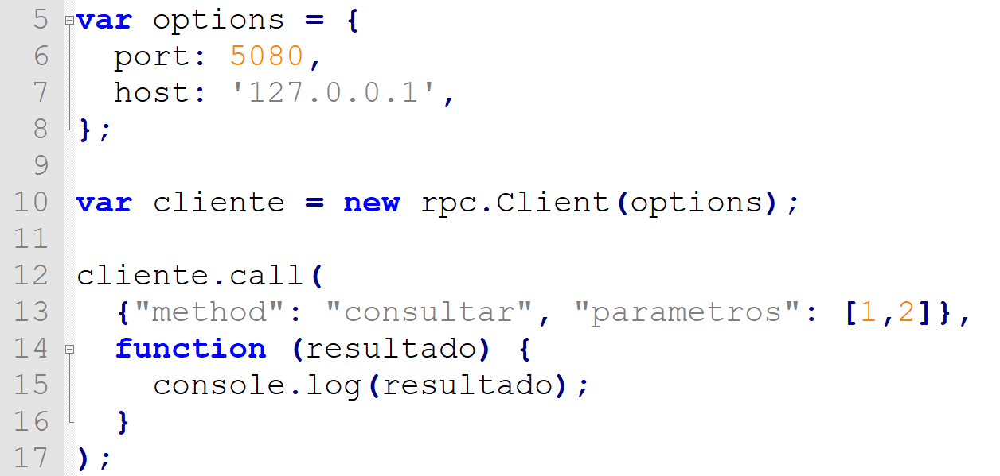 5 var options = {
6   port: 5080,
7   host: '127.0.0.1',
8 };
9
10 var cliente = new rpc.Client(options);
11
12 cliente.call(
13   {"method": "consultar", "parametros": [1,2]},
14   function (resultado) {
15     console.log(resultado);
16   }
17 );